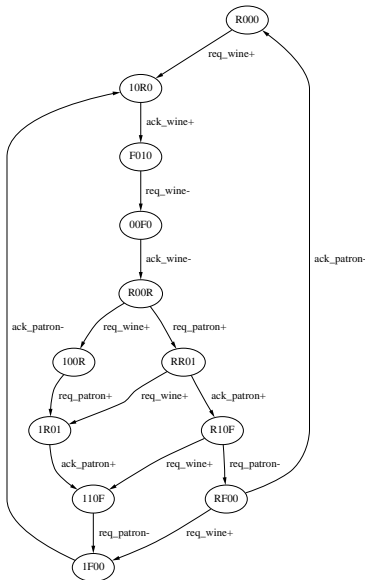 R000
req_wine+
10R0
ack_wine+
F010
req_wine-
00F0
ack_wine-
ack_patron-
R00R
ack_patron-
req_wine+
req_patron+
100R
RR01
req_patron+
req_wine+
ack_patron+
1R01
R10F
ack_patron+
req_wine+
req_patron-
110F
RF00
req_patron-
req_wine+
1F00